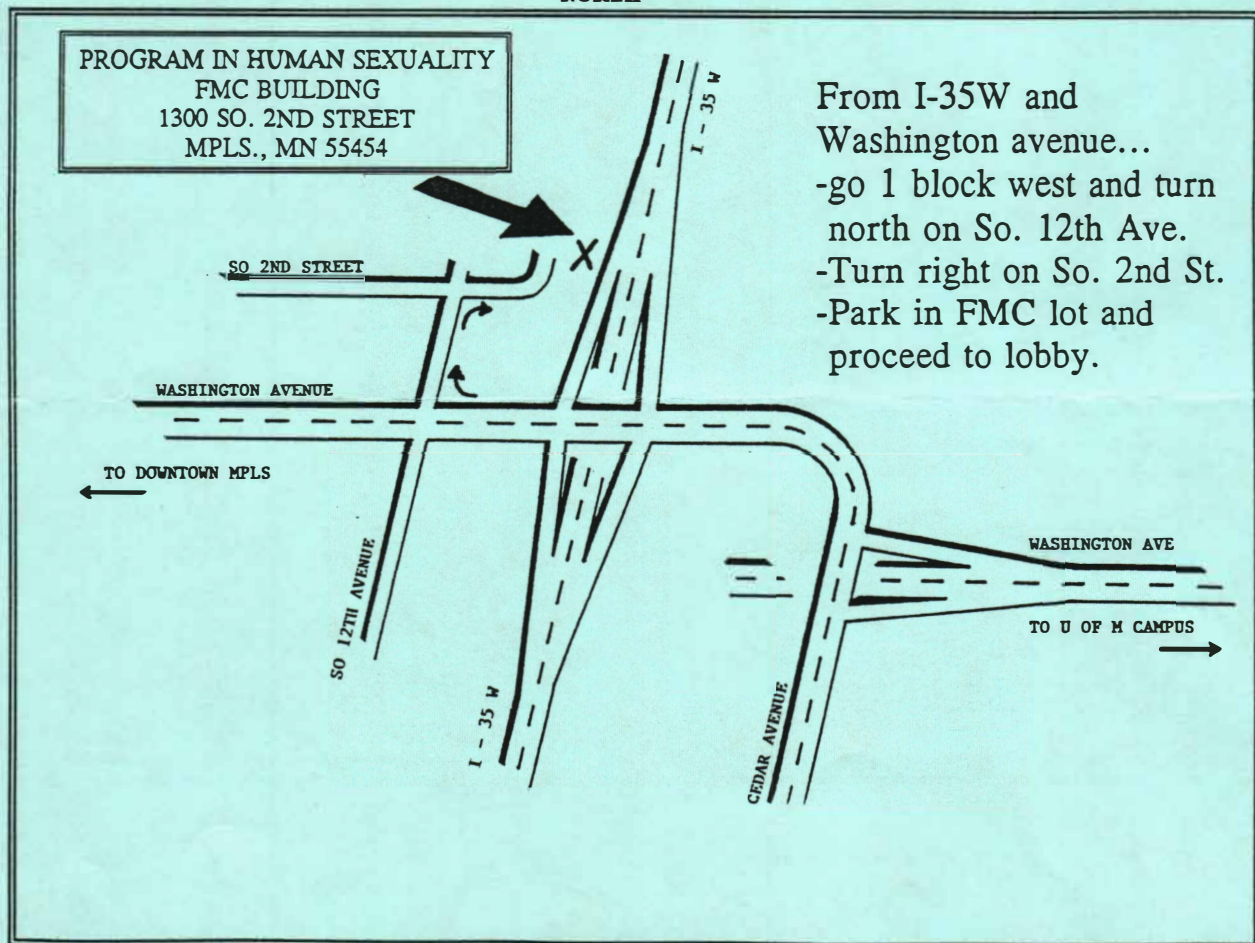 PROGRAM IN HUMAN SEXUALITY
FMC BUILDING
1300 SO. 2ND STREET
MPLS., MN 55454
From I-35W and
Washington avenue...
-go 1 block west and turn
north on So. 12th Ave.
-Turn right on So. 2nd St.
-Park in FMC lot and
proceed to lobby.
I - 35 W
X
SO 2ND STREET
WASHINGTON AVENUE
TO DOWNTOWN MPLS
SO 12TH AVENUE
I - 35 W
CEDAR AVENUE
WASHINGTON AVE
TO U OF M CAMPUS